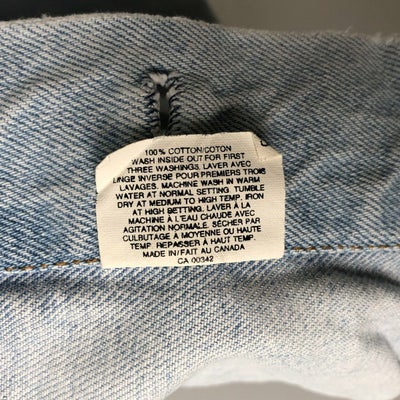 100% COTTON/COTON
WASH INSIDE OUT FOR FIRST
THREE WASHINGS. LAVER AVEC
LINGE INVERSE POUR PREMIERS TROIS
LAVAGES. MACHINE WASH IN WARM
WATER AT NORMAL SETTING. TUMBLE
DRY AT MEDIUM TO HIGH TEMP. IRON
AT HIGH SETTING. LAVER À LA
MACHINE À L'EAU CHAUDE AVEC
AGITATION NORMALE. SÉCHER PAR
CULBUTAGE À MOYENNE OU HAUTE
TEMP. REPASSER À HAUT TEMP.
MADE IN/FAIT AU CANADA
CA 00342